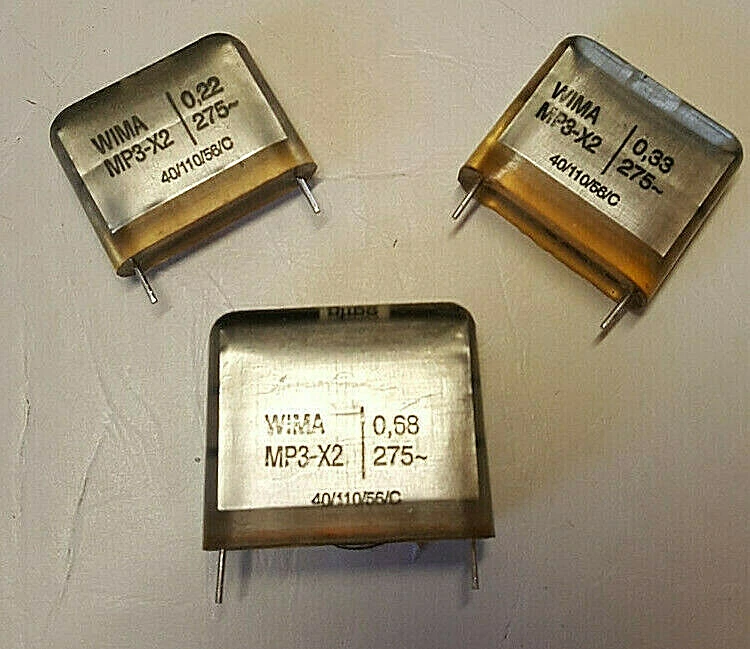 WIMA | 0,22
MP3-X2 | 275~
40/110/56/C
WIMA | 0,33
MP3-X2 | 275~
40/110/56/C
WIMA | 0,68
MP3-X2 | 275~
40/110/56/C